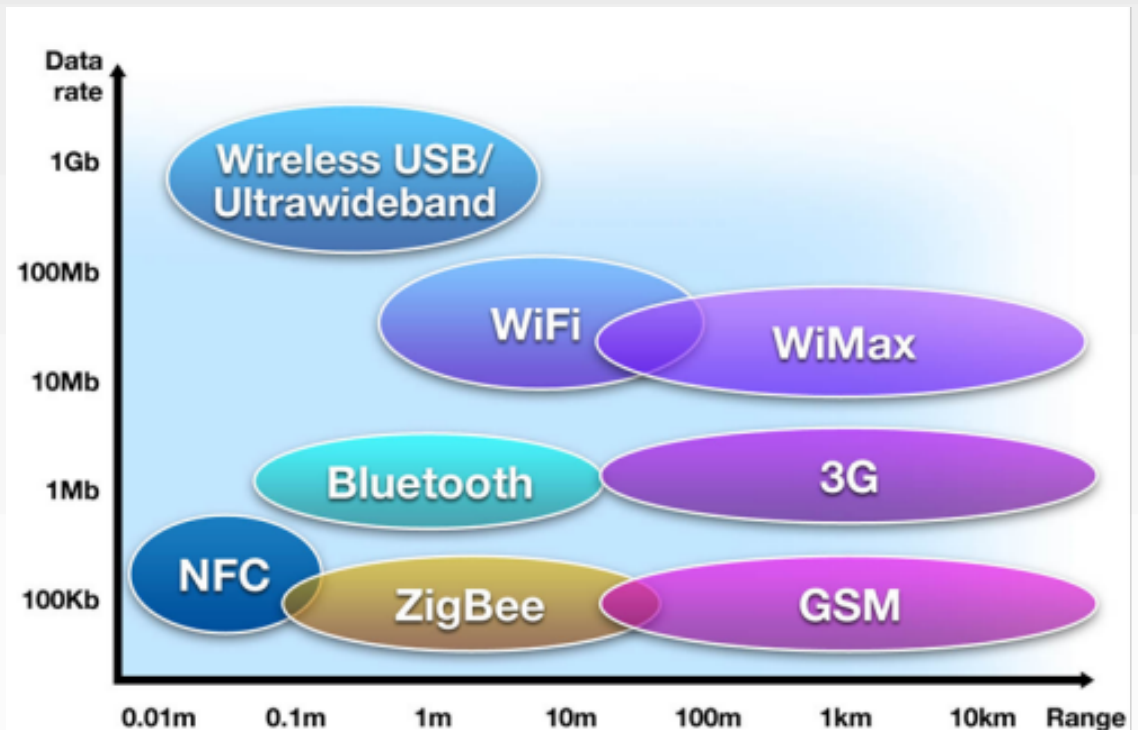 Data
rate
1Gb
100Mb
10Mb
1Mb
100Kb
Wireless USB/
Ultrawideband
WiFi
WiMax
Bluetooth
3G
NFC
ZigBee
GSM
0.01m 0.1m 1m 10m 100m 1km 10km Range